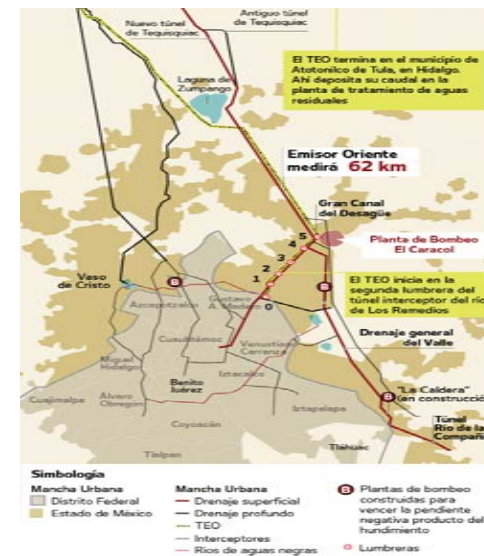 Nuevo túnel
de Tequisquiac
Antiguo túnel
de Tequisquiac
El TEO termina en el municipio de
Atotonilco de Tula, en Hidalgo.
Ahí deposita su caudal en la
planta de tratamiento de aguas
residuales
Laguna de
Zumpango
Emisor Oriente
medirá 62 km
Gran Canal
del Desagüe
5
4
3
2
1
0
Planta de Bombeo
El Caracol
Vaso
de Cristo
B
Azcapotzalco
Gustavo
A. Madero
B
El TEO inicia en la
segunda lumbrera del
túnel interceptor del río
de Los Remedios
Cuauhtémoc
Venustiano
Carranza
Drenaje general
del Valle
Miguel
Hidalgo
Iztacalco
Benito
Juárez
Cuajimalpa
Álvaro
Obregón
Iztapalapa
B
"La Caldera"
(en construcció
Coyoacán
Túnel
Río de la
Compañí
Tlalpan
Tláhuac
Simbología
Mancha Urbana
Distrito Federal
Estado de México
Mancha Urbana
Drenaje superficial
Drenaje profundo
TEO
Interceptores
Ríos de aguas negras
B Plantas de bombeo
construidas para
vencer la pendiente
negativa producto del
hundimiento
Lumbreras